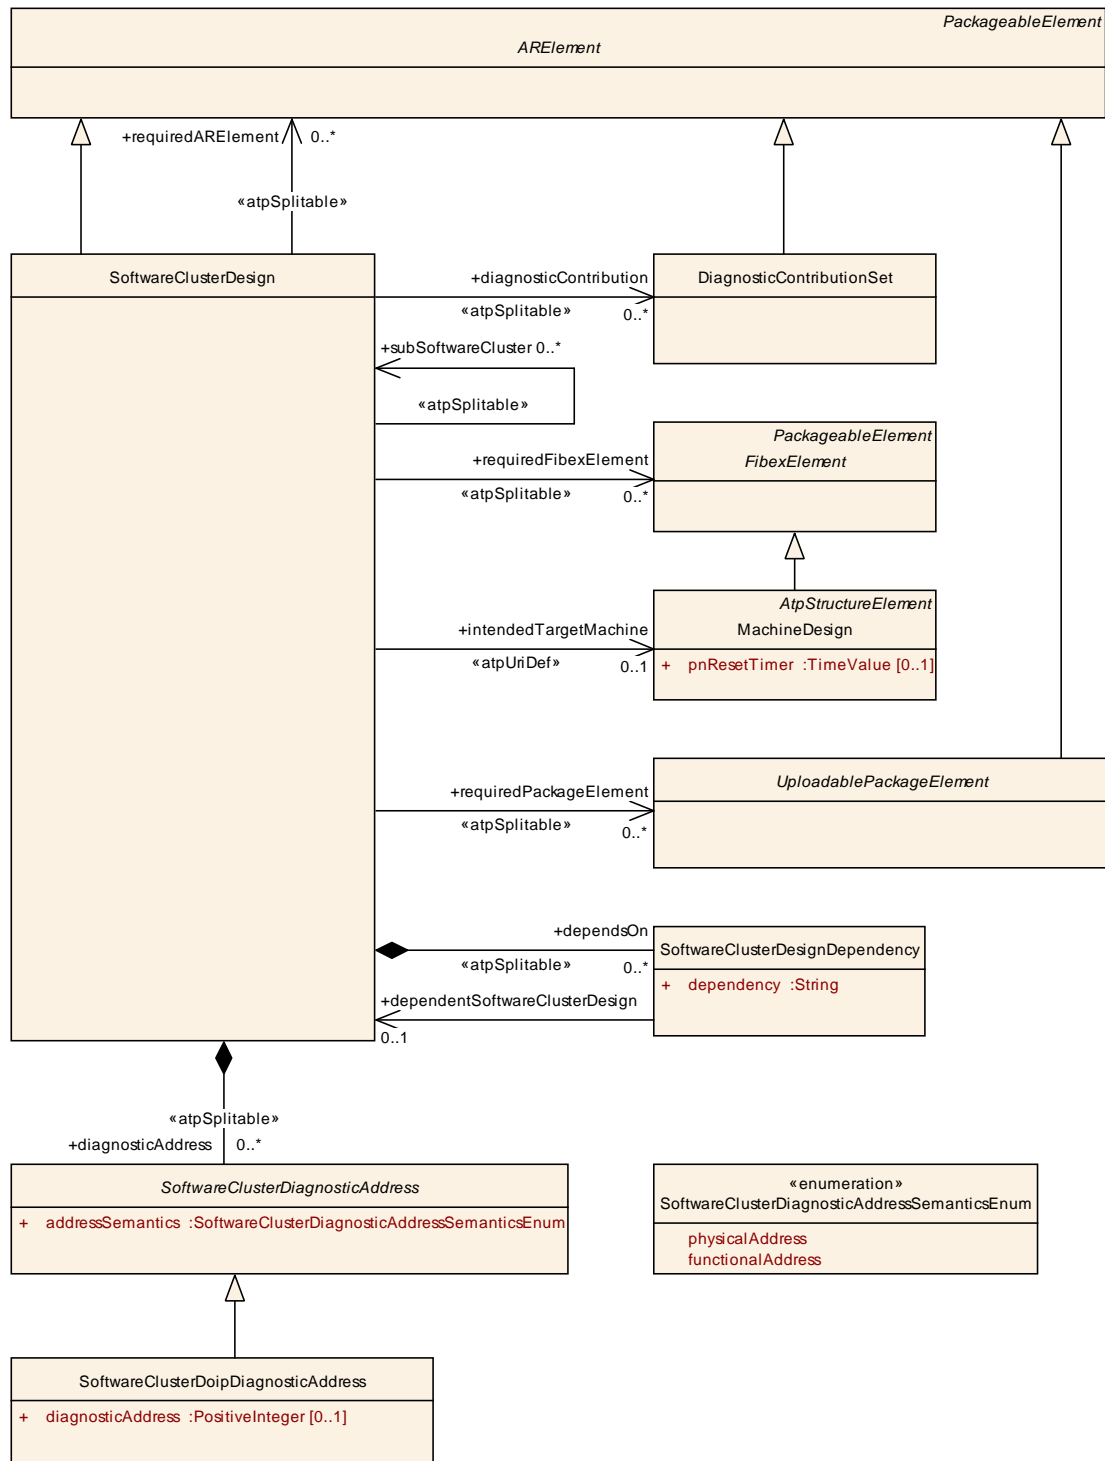 PackageableElement
ARElement
+requiredARElement
0..*
«atpSplitable»
SoftwareClusterDesign
+diagnosticContribution
«atpSplitable»
0..*
DiagnosticContributionSet
+subSoftwareCluster 0..*
«atpSplitable»
PackageableElement
FibexElement
+requiredFibexElement
«atpSplitable»
0..*
AtpStructureElement
MachineDesign
+ pnResetTimer :TimeValue [0..1]
+intendedTargetMachine
«atpUriDef»
0..1
UploadablePackageElement
+requiredPackageElement
«atpSplitable»
0..*
+dependsOn
«atpSplitable»
0..*
SoftwareClusterDesignDependency
+ dependency :String
+dependentSoftwareClusterDesign
0..1
«atpSplitable»
+diagnosticAddress
0..*
SoftwareClusterDiagnosticAddress
+ addressSemantics :SoftwareClusterDiagnosticAddressSemanticsEnum
«enumeration»
SoftwareClusterDiagnosticAddressSemanticsEnum
physicalAddress
functionalAddress
SoftwareClusterDoipDiagnosticAddress
+ diagnosticAddress :PositiveInteger [0..1]